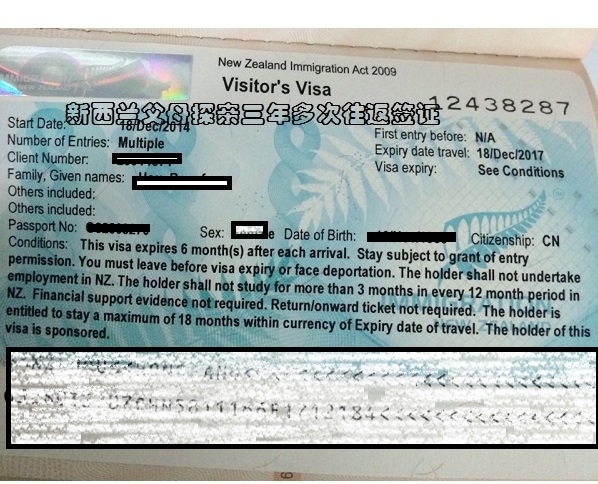 New Zealand Immigration Act 2009
Visitor's Visa
12438287
新西兰父母探亲三年多次往返签证
Start Date: 18/Dec/2014
First entry before: N/A
Number of Entries: Multiple
Expiry date travel: 18/Dec/2017
Client Number:
Visa expiry: See Conditions
Family, Given names:
Others included:
Others included:
Passport No:
Sex:
Date of Birth:
Citizenship: CN
Conditions: This visa expires 6 month(s) after each arrival. Stay subject to grant of entry
permission. You must leave before visa expiry or face deportation. The holder shall not undertake
employment in NZ. The holder shall not study for more than 3 months in every 12 month period in
NZ. Financial support evidence not required. Return/onward ticket not required. The holder is
entitled to stay a maximum of 18 months within currency of Expiry date of travel. The holder of this
visa is sponsored.